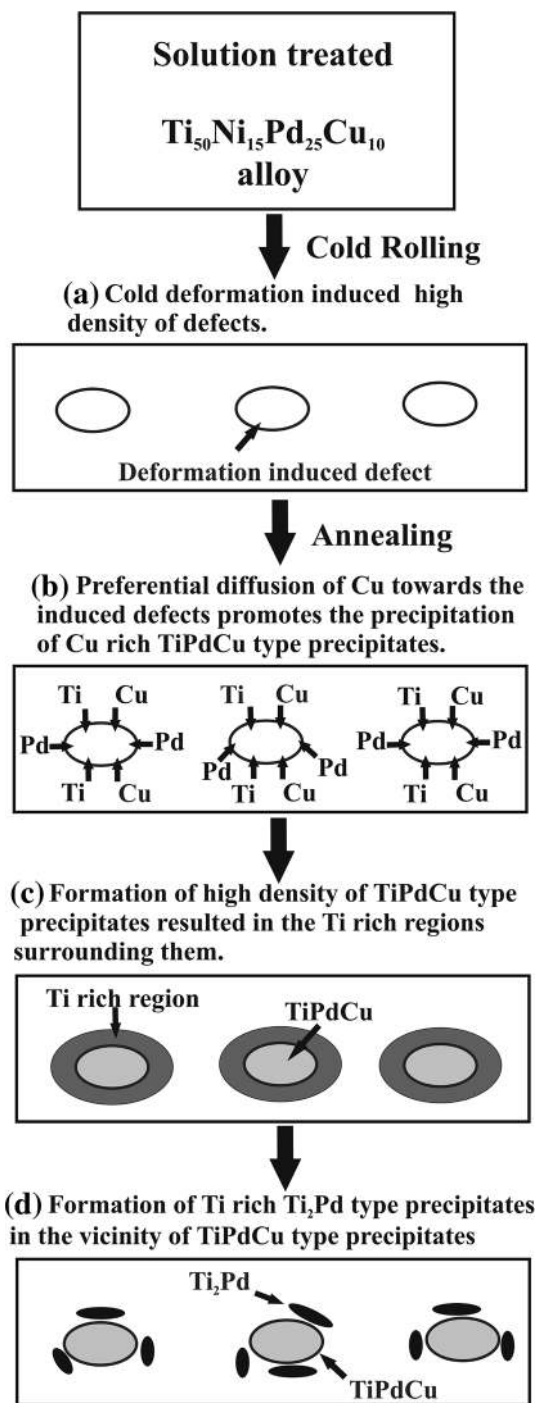 Solution treated
Ti₅₀Ni₁₅Pd₂₅Cu₁₀
alloy
Cold Rolling
(a) Cold deformation induced high
density of defects.
Deformation induced defect
Annealing
(b) Preferential diffusion of Cu towards the
induced defects promotes the precipitation
of Cu rich TiPdCu type precipitates.
Ti Cu Ti Cu Ti Cu
Pd Pd Pd Pd Pd Pd
Ti Cu Ti Cu Ti Cu
(c) Formation of high density of TiPdCu type
precipitates resulted in the Ti rich regions
surrounding them.
Ti rich region TiPdCu
(d) Formation of Ti rich Ti₂Pd type precipitates
in the vicinity of TiPdCu type precipitates
Ti₂Pd
TiPdCu